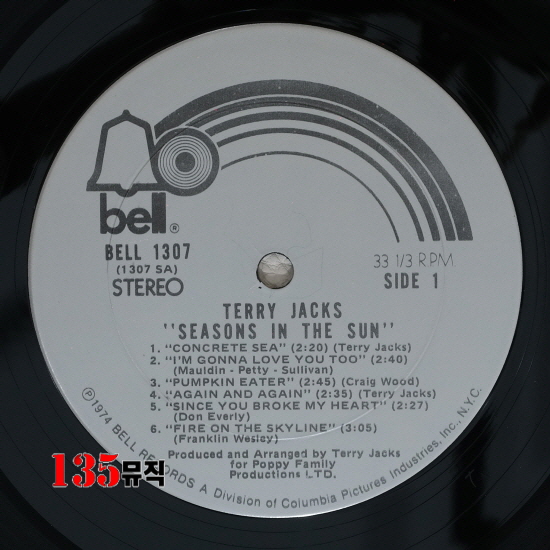 bell®
BELL 1307
(1307 SA)
STEREO
33 1/3 R.P.M
SIDE 1
TERRY JACKS
"SEASONS IN THE SUN"
1. "CONCRETE SEA" (2:20) (Terry Jacks)
2. "I'M GONNA LOVE YOU TOO" (2:40)
(Mauldin - Petty - Sullivan)
3. "PUMPKIN EATER" (2:45) (Craig Wood)
4. "AGAIN AND AGAIN" (2:35) (Terry Jacks)
5. "SINCE YOU BROKE MY HEART" (2:27)
(Don Everly)
6. "FIRE ON THE SKYLINE" (3:05)
(Franklin Wesley)
Produced and Arranged by Terry Jacks
for Poppy Family
Productions LTD.
℗1974 BELL RECORDS A Division of Columbia Pictures Industries, Inc., N.Y.C.
135뮤직